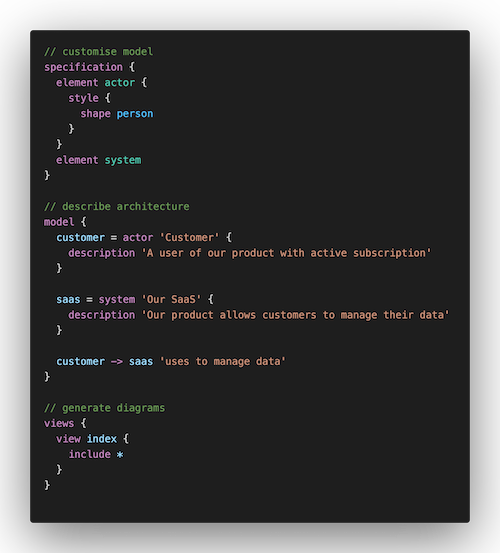 // customise model
specification {
  element actor {
    style {
      shape person
    }
  }
  element system
}

// describe architecture
model {
  customer = actor 'Customer' {
    description 'A user of our product with active subscription'
  }

  saas = system 'Our SaaS' {
    description 'Our product allows customers to manage their data'
  }

  customer -> saas 'uses to manage data'
}

// generate diagrams
views {
  view index {
    include *
  }
}